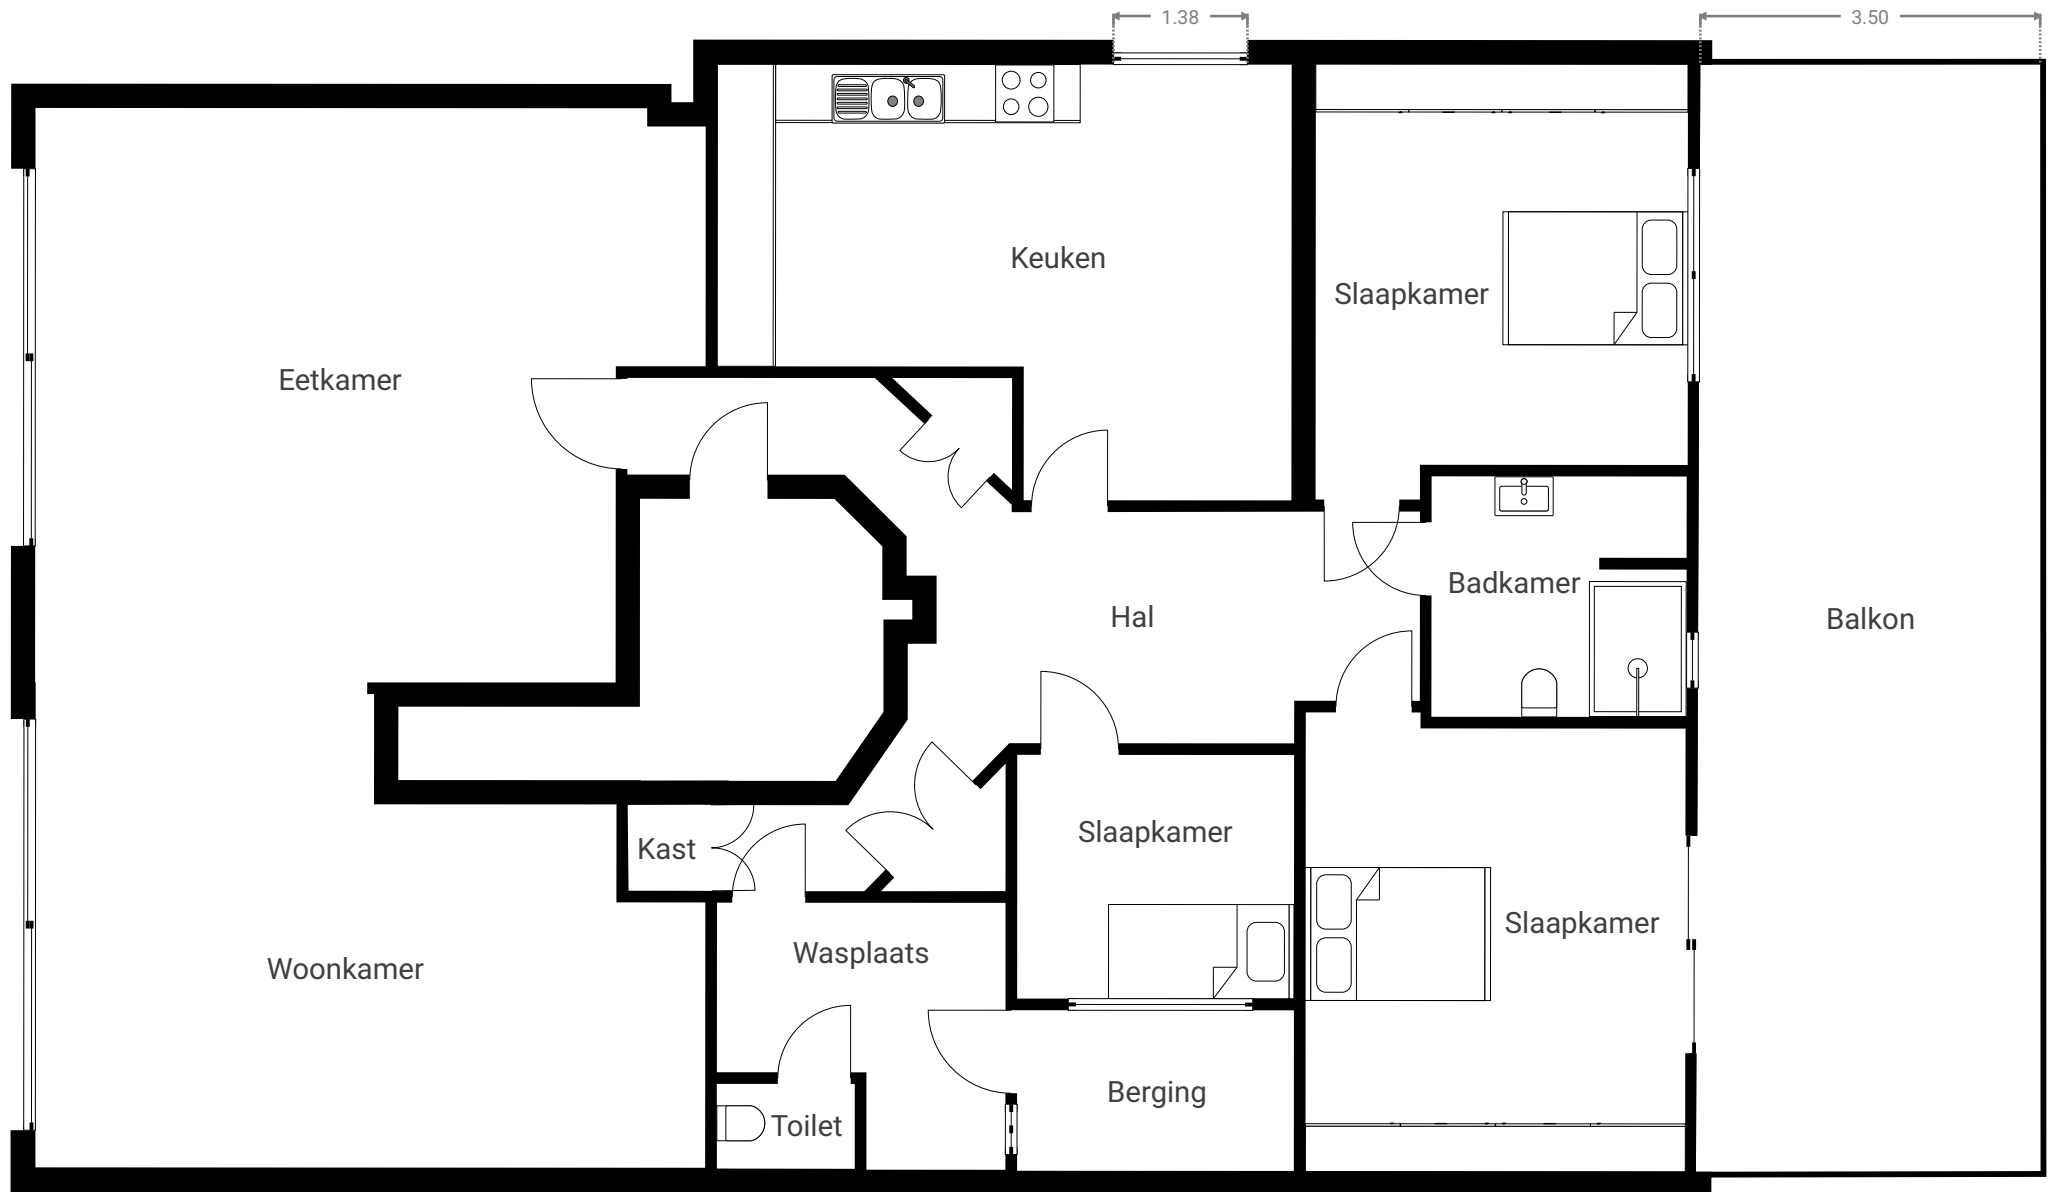 1.38
3.50
Keuken
Slaapkamer
Eetkamer
Badkamer
Hal
Balkon
Slaapkamer
Kast
Slaapkamer
Wasplaats
Woonkamer
Berging
Toilet